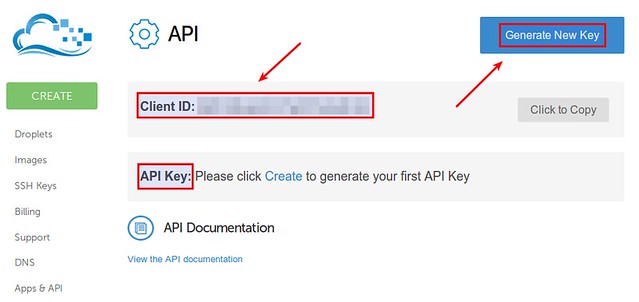 API
Generate New Key
CREATE
Client ID:
Click to Copy
Droplets
Images
SSH Keys
API Key: Please click Create to generate your first API Key
Billing
API Documentation
Support
DNS
View the API documentation
Apps & API